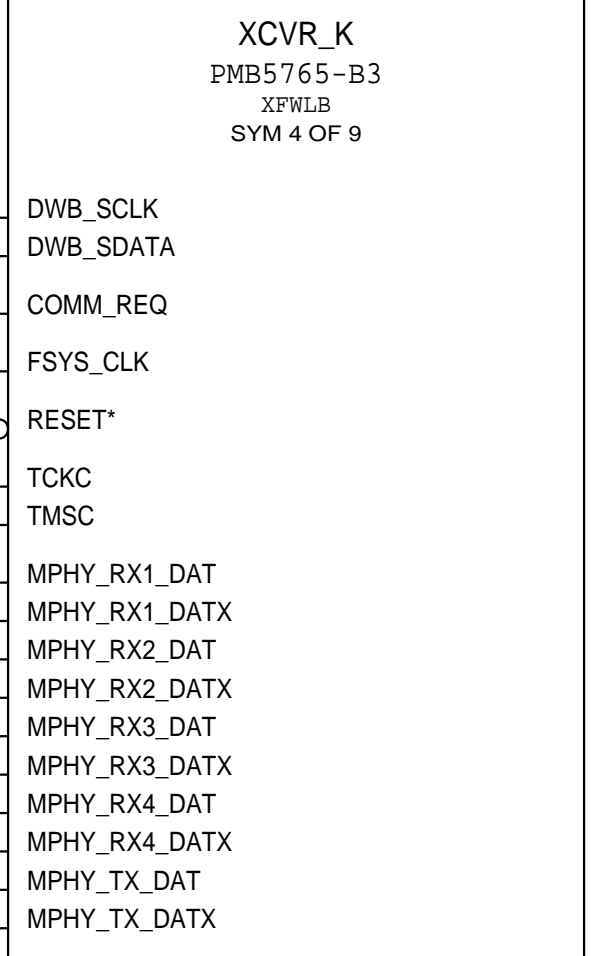 XCVR_K
PMB5765-B3
XFWLB
SYM 4 OF 9
DWB_SCLK
DWB_SDATA
COMM_REQ
FSYS_CLK
RESET*
TCKC
TMSC
MPHY_RX1_DAT
MPHY_RX1_DATX
MPHY_RX2_DAT
MPHY_RX2_DATX
MPHY_RX3_DAT
MPHY_RX3_DATX
MPHY_RX4_DAT
MPHY_RX4_DATX
MPHY_TX_DAT
MPHY_TX_DATX